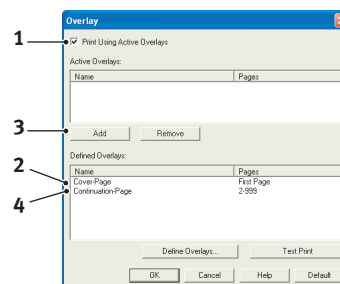 Overlay
1
Print Using Active Overlays
Active Overlays:
Name Pages
3
Add Remove
Defined Overlays:
Name Pages
2
Cover-Page First Page
4
Continuation-Page 2-999
Define Overlays... Test Print
OK Cancel Help Default